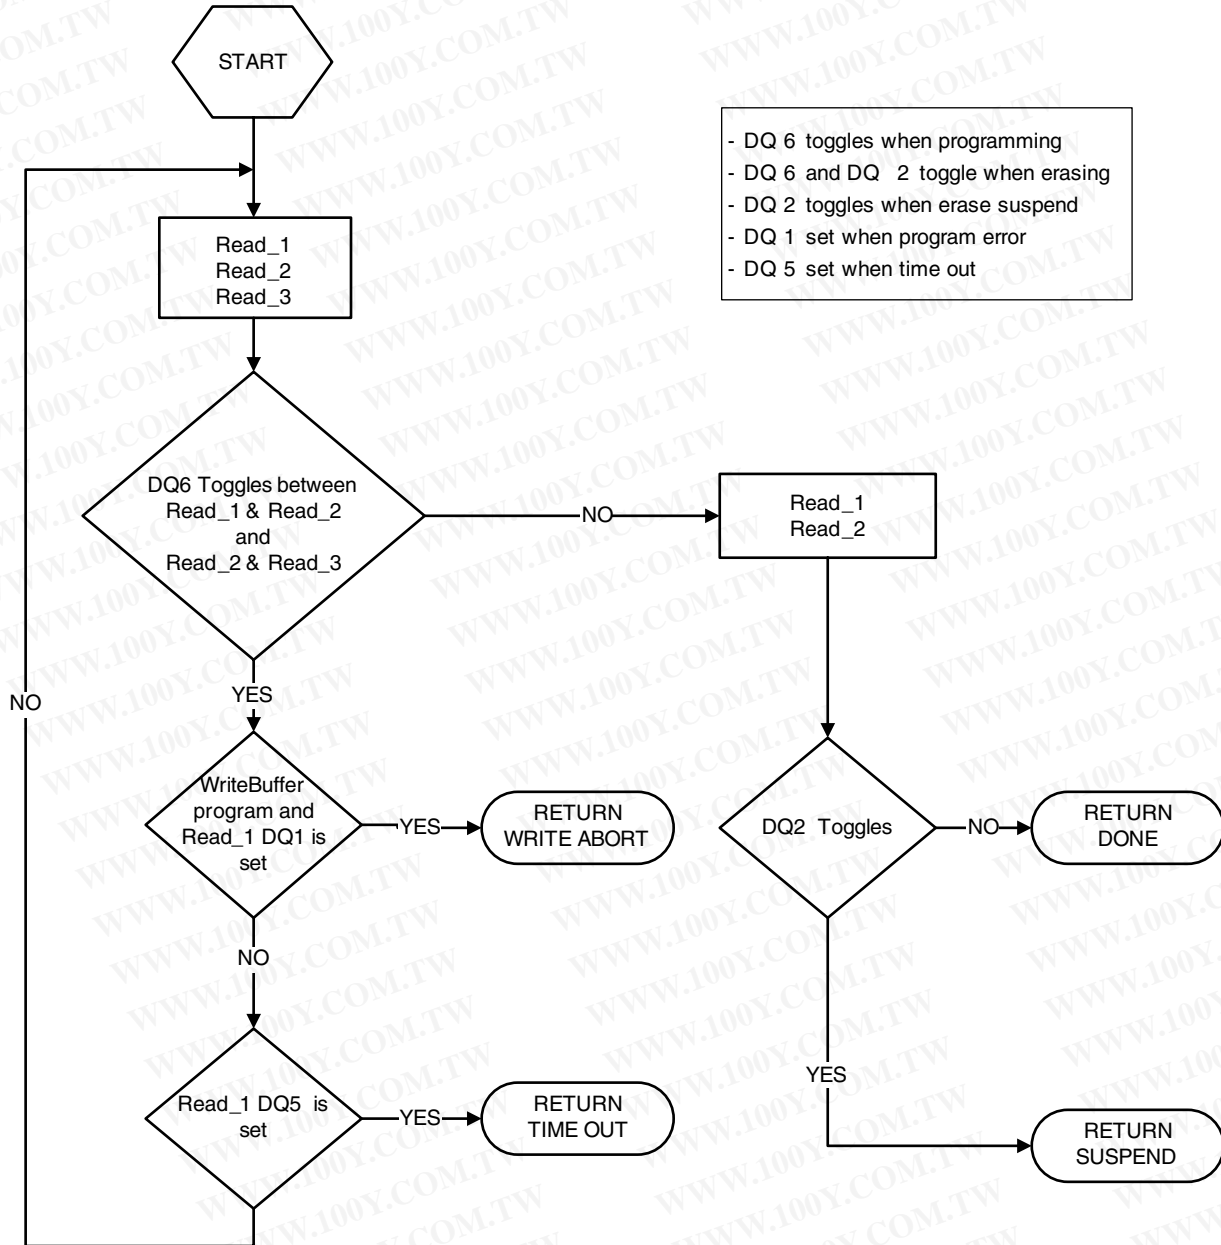 START
- DQ 6 toggles when programming
- DQ 6 and DQ 2 toggle when erasing
- DQ 2 toggles when erase suspend
- DQ 1 set when program error
- DQ 5 set when time out
Read_1
Read_2
Read_3
DQ6 Toggles between
Read_1 & Read_2
and
Read_2 & Read_3
NO
Read_1
Read_2
YES
NO
WriteBuffer
program and
Read_1 DQ1 is
set
YES
RETURN
WRITE ABORT
DQ2 Toggles
NO
RETURN
DONE
NO
YES
Read_1 DQ5 is
set
YES
RETURN
TIME OUT
RETURN
SUSPEND
WWW.100Y.COM.TW